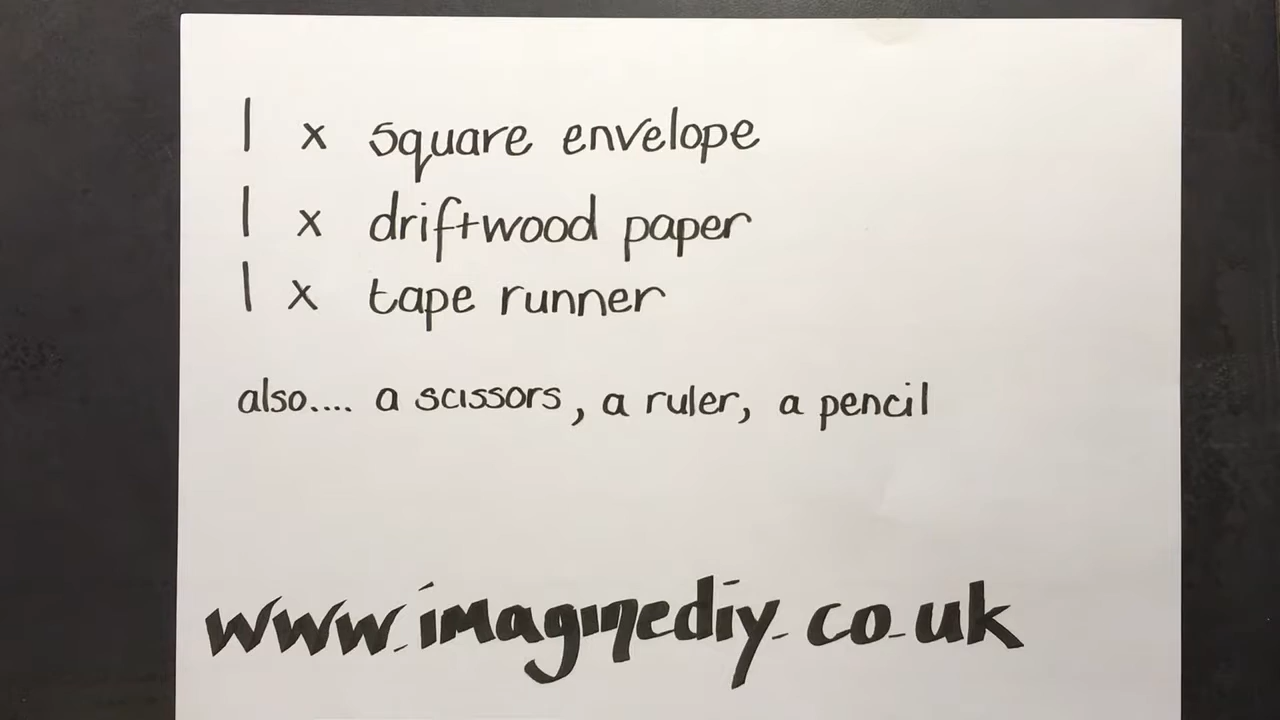 1 x square envelope
1 x driftwood paper
1 x tape runner
also.... a scissors, a ruler, a pencil
www.imaginediy.co.uk